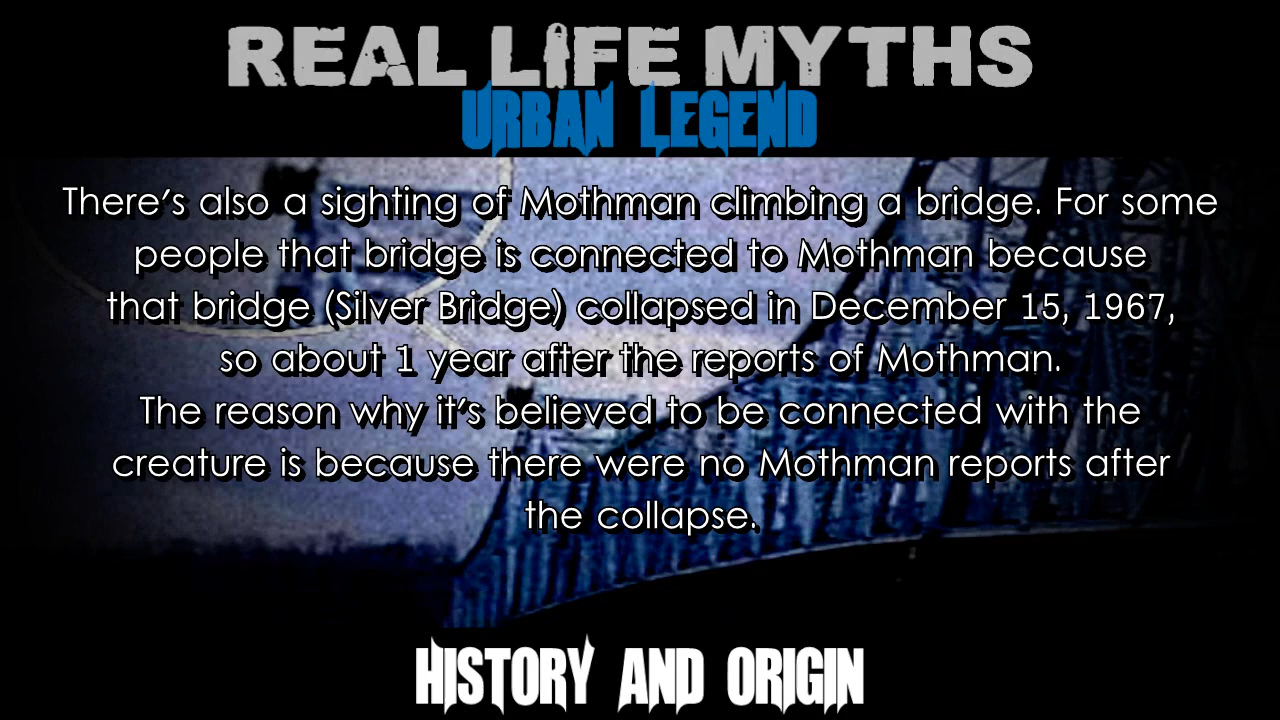 REAL LIFE MYTHS
URBAN LEGEND
There's also a sighting of Mothman climbing a bridge. For some
people that bridge is connected to Mothman because
that bridge (Silver Bridge) collapsed in December 15, 1967,
so about 1 year after the reports of Mothman.
The reason why it's believed to be connected with the
creature is because there were no Mothman reports after
the collapse.
HISTORY AND ORIGIN